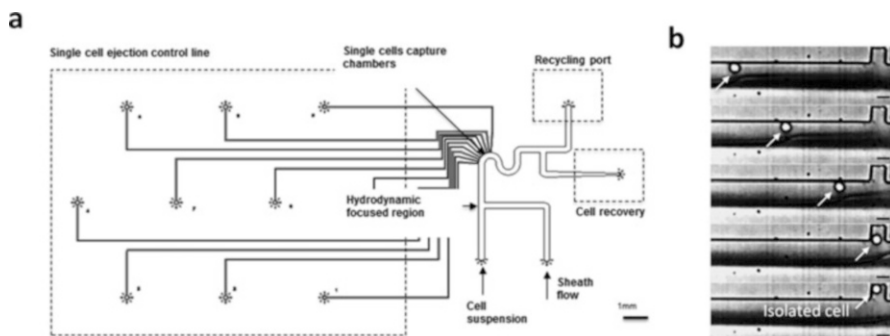 a
Single cell ejection control line
Single cells capture
chambers
Recycling port
b
Hydrodynamic
focused region
Cell recovery
Cell
suspension
Sheath
flow
1mm
Isolated cell